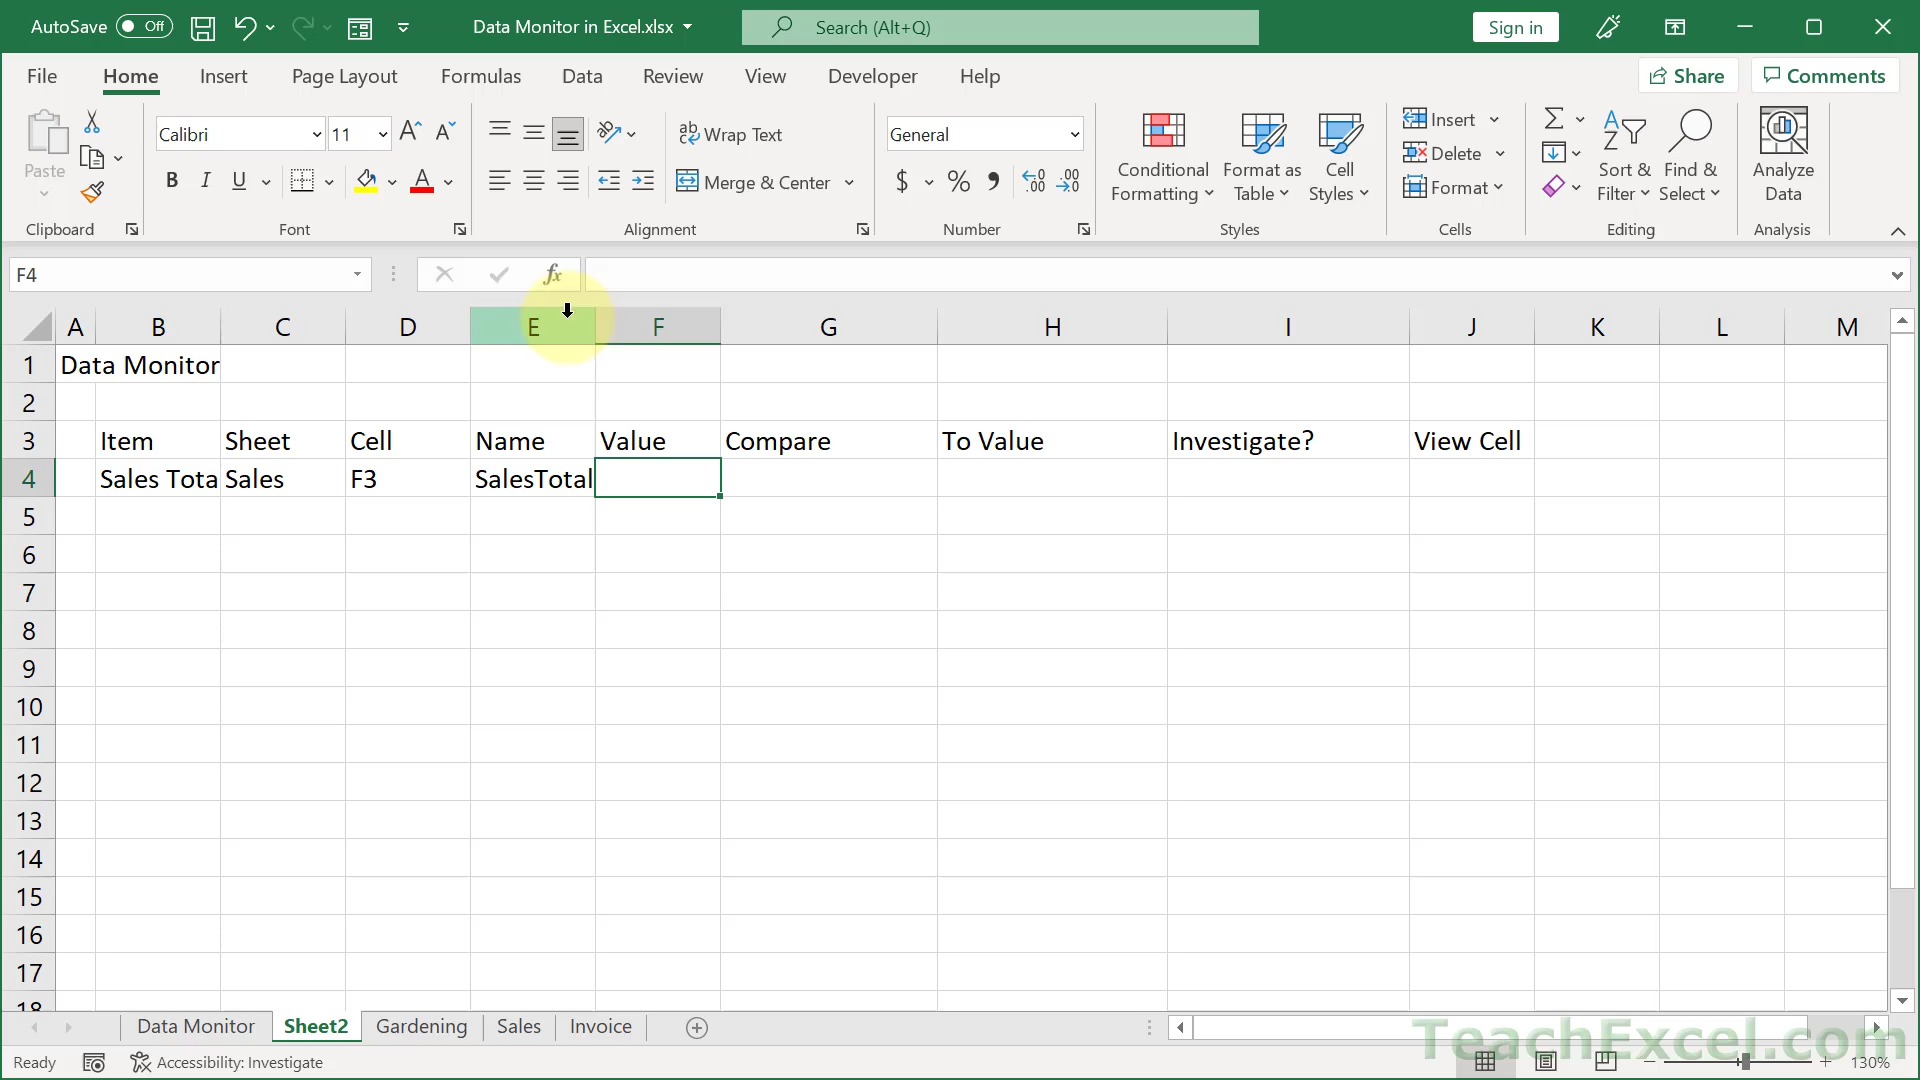 AutoSave Off Data Monitor in Excel.xlsx Search (Alt+Q) Sign in
File Home Insert Page Layout Formulas Data Review View Developer Help Share Comments
Paste Calibri 11 Wrap Text General Conditional Formatting Format as Table Cell Styles Insert Sort & Filter Find & Select Analyze Data
Delete
B I U Merge & Center $ % Format
Clipboard Font Alignment Number Styles Cells Editing Analysis
F4 fx
A B C D E F G H I J K L M
1 Data Monitor
2
3 Item Sheet Cell Name Value Compare To Value Investigate? View Cell
4 Sales Tota Sales F3 SalesTotal
5
6
7
8
9
10
11
12
13
14
15
16
17
18
Data Monitor Sheet2 Gardening Sales Invoice
TeachExcel.com
Ready Accessibility: Investigate 130%